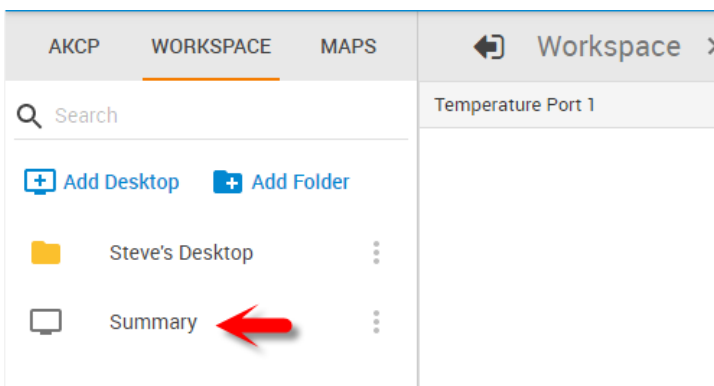 AKCP WORKSPACE MAPS
Workspace
Search
Temperature Port 1
Add Desktop Add Folder
Steve's Desktop
Summary